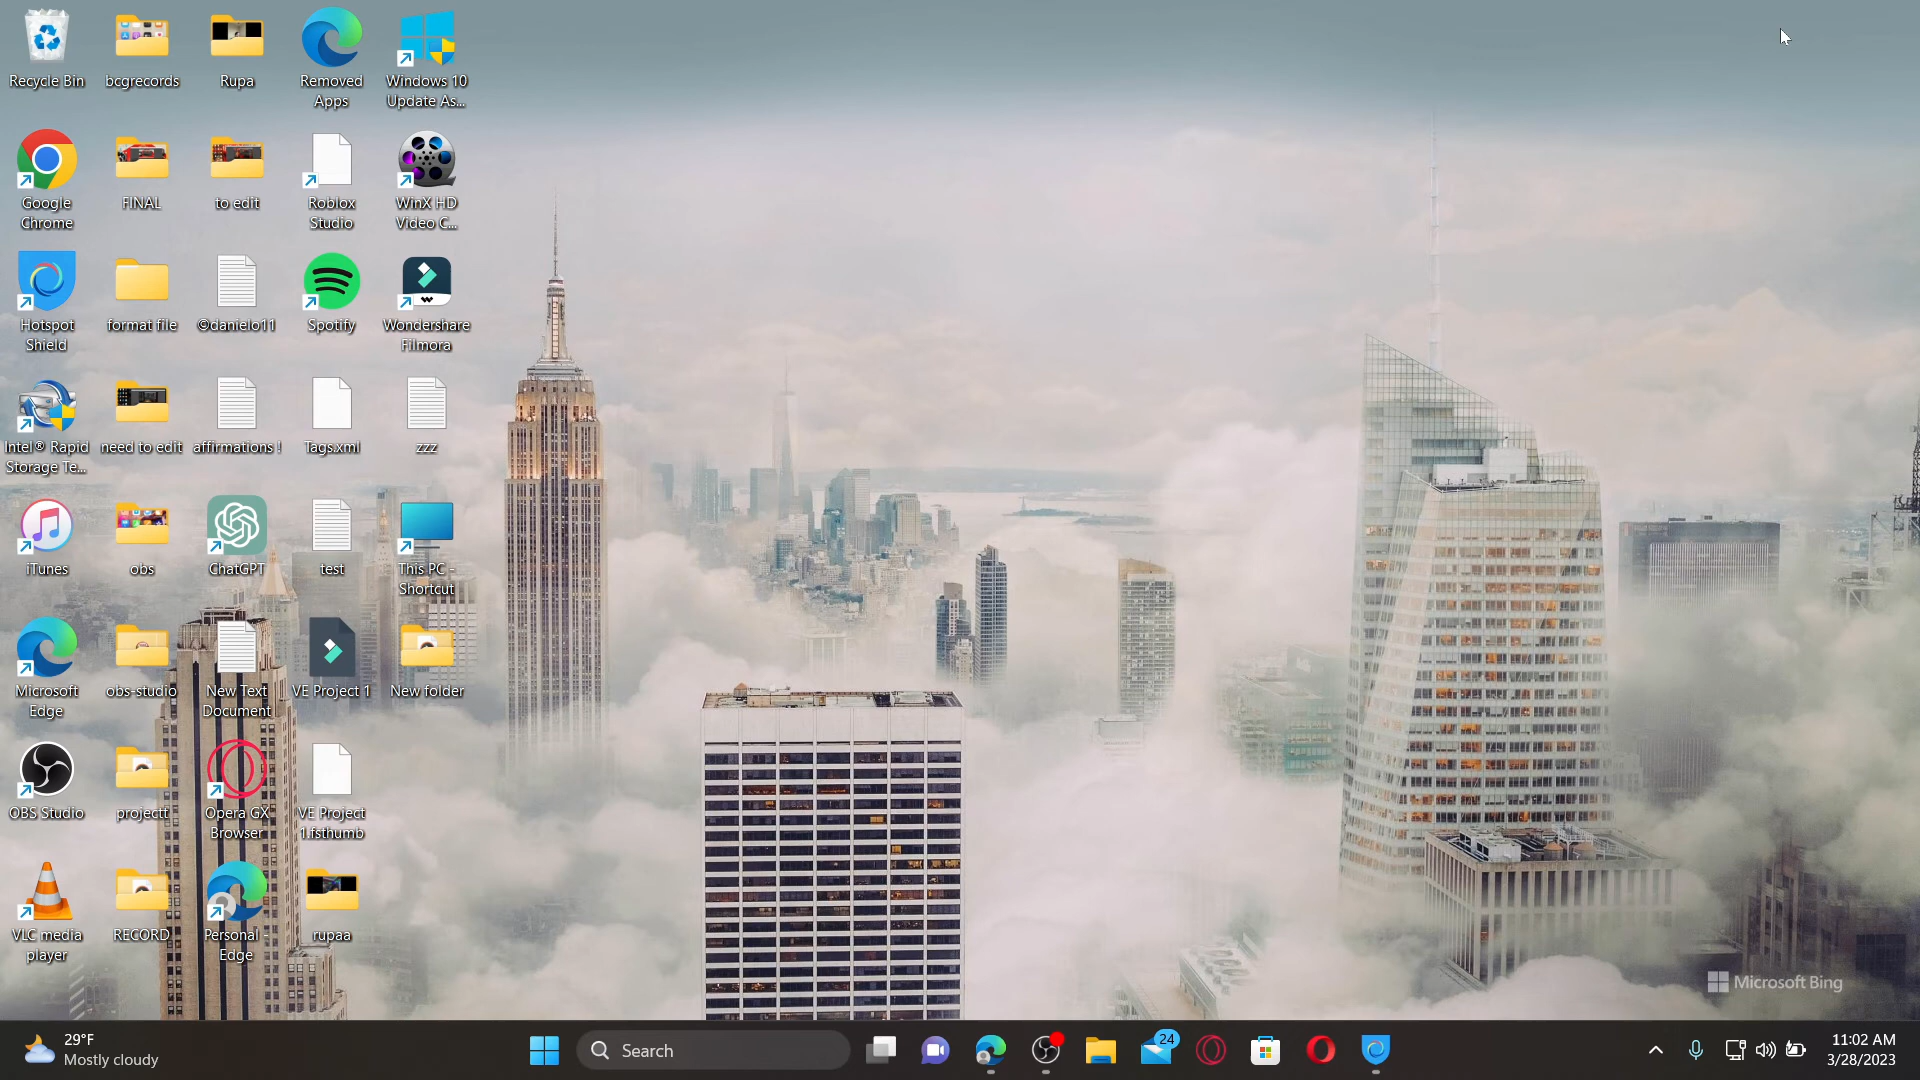 Recycle Bin
bcgrecords
Rupa
Removed
Apps
Windows 10
Update As...
Google
Chrome
FINAL
to edit
Roblox
Studio
WinX HD
Video C...
Hotspot
Shield
format file
©danielo11
Spotify
Wondershare
Filmora
Intel® Rapid
Storage Te...
need to edit
affirmations !
Tags.xml
zzz
iTunes
obs
ChatGPT
test
This PC -
Shortcut
Microsoft
Edge
obs-studio
New Text
Document
VE Project 1
New folder
OBS Studio
projectt
Opera GX
Browser
VE Project
1.fsthumb
VLC media
player
RECORD
Personal -
Edge
rupaa
Microsoft Bing
29°F
Mostly cloudy
Search
24
11:02 AM
3/28/2023